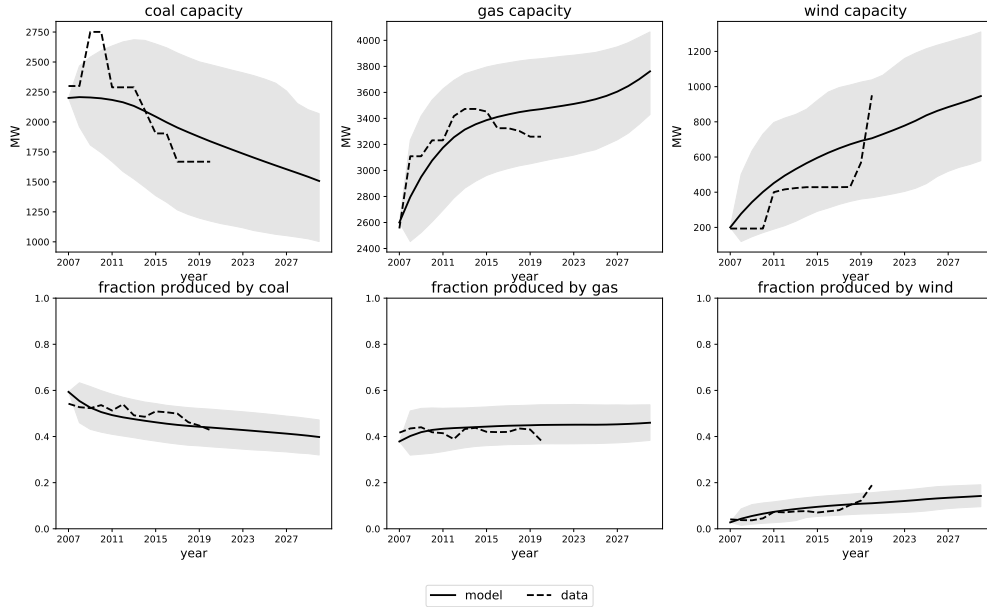 coal capacity
MW
2750
2500
2250
2000
1750
1500
1250
1000
2007 2011 2015 2019 2023 2027
year
gas capacity
MW
4000
3800
3600
3400
3200
3000
2800
2600
2400
2007 2011 2015 2019 2023 2027
year
wind capacity
MW
1200
1000
800
600
400
200
2007 2011 2015 2019 2023 2027
year
fraction produced by coal
1.0
0.8
0.6
0.4
0.2
0.0
2007 2011 2015 2019 2023 2027
year
fraction produced by gas
1.0
0.8
0.6
0.4
0.2
0.0
2007 2011 2015 2019 2023 2027
year
fraction produced by wind
1.0
0.8
0.6
0.4
0.2
0.0
2007 2011 2015 2019 2023 2027
year
model data